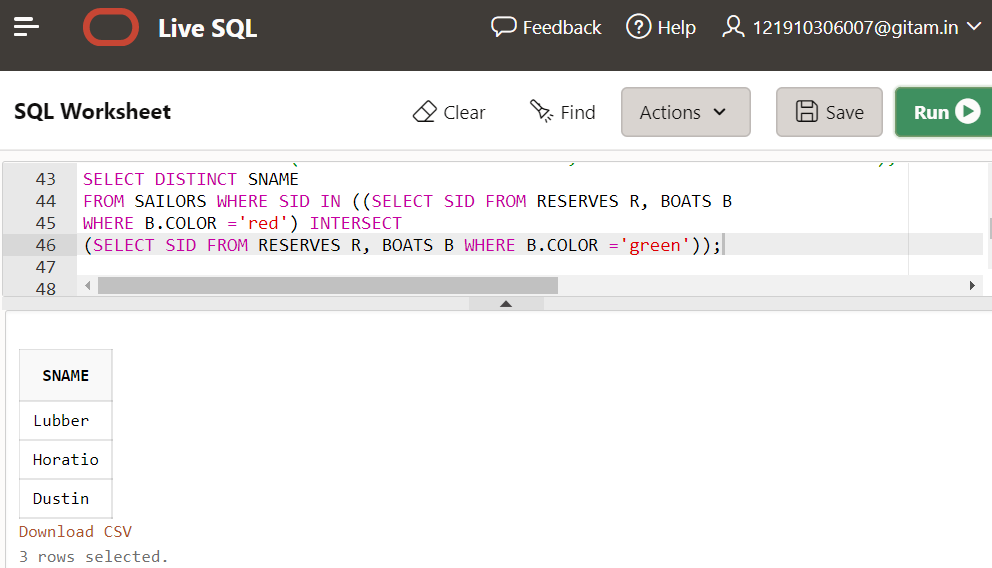 Live SQL Feedback Help 121910306007@gitam.in
SQL Worksheet Clear Find Actions Save Run
43 SELECT DISTINCT SNAME
44 FROM SAILORS WHERE SID IN ((SELECT SID FROM RESERVES R, BOATS B
45 WHERE B.COLOR ='red') INTERSECT
46 (SELECT SID FROM RESERVES R, BOATS B WHERE B.COLOR ='green'));
47
48
SNAME
Lubber
Horatio
Dustin
Download CSV
3 rows selected.